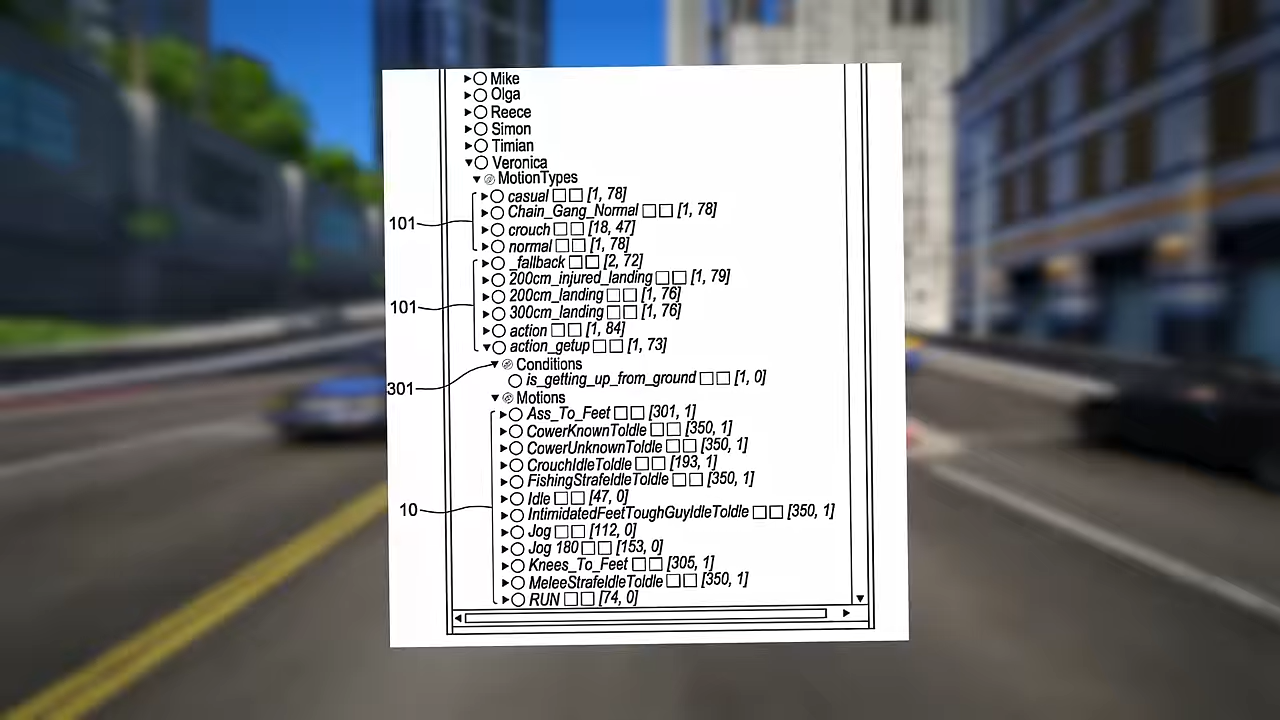 Mike
Olga
Reece
Simon
Timian
Veronica
MotionTypes
casual [1, 78]
101
Chain_Gang_Normal [1, 78]
crouch [18, 47]
normal [1, 78]
_fallback [2, 72]
200cm_injured_landing [1, 79]
200cm_landing [1, 76]
101
300cm_landing [1, 76]
action [1, 84]
action_getup [1, 73]
Conditions
301
is_getting_up_from_ground [1, 0]
Motions
Ass_To_Feet [301, 1]
CowerKnownToIdle [350, 1]
CowerUnknownToIdle [350, 1]
CrouchIdleToIdle [193, 1]
FishingStrafeIdleToIdle [350, 1]
Idle [47, 0]
10
IntimidatedFeetToughGuyIdleToIdle [350, 1]
Jog [112, 0]
Jog 180 [153, 0]
Knees_To_Feet [305, 1]
MeleeStrafeIdleToIdle [350, 1]
RUN [74, 0]